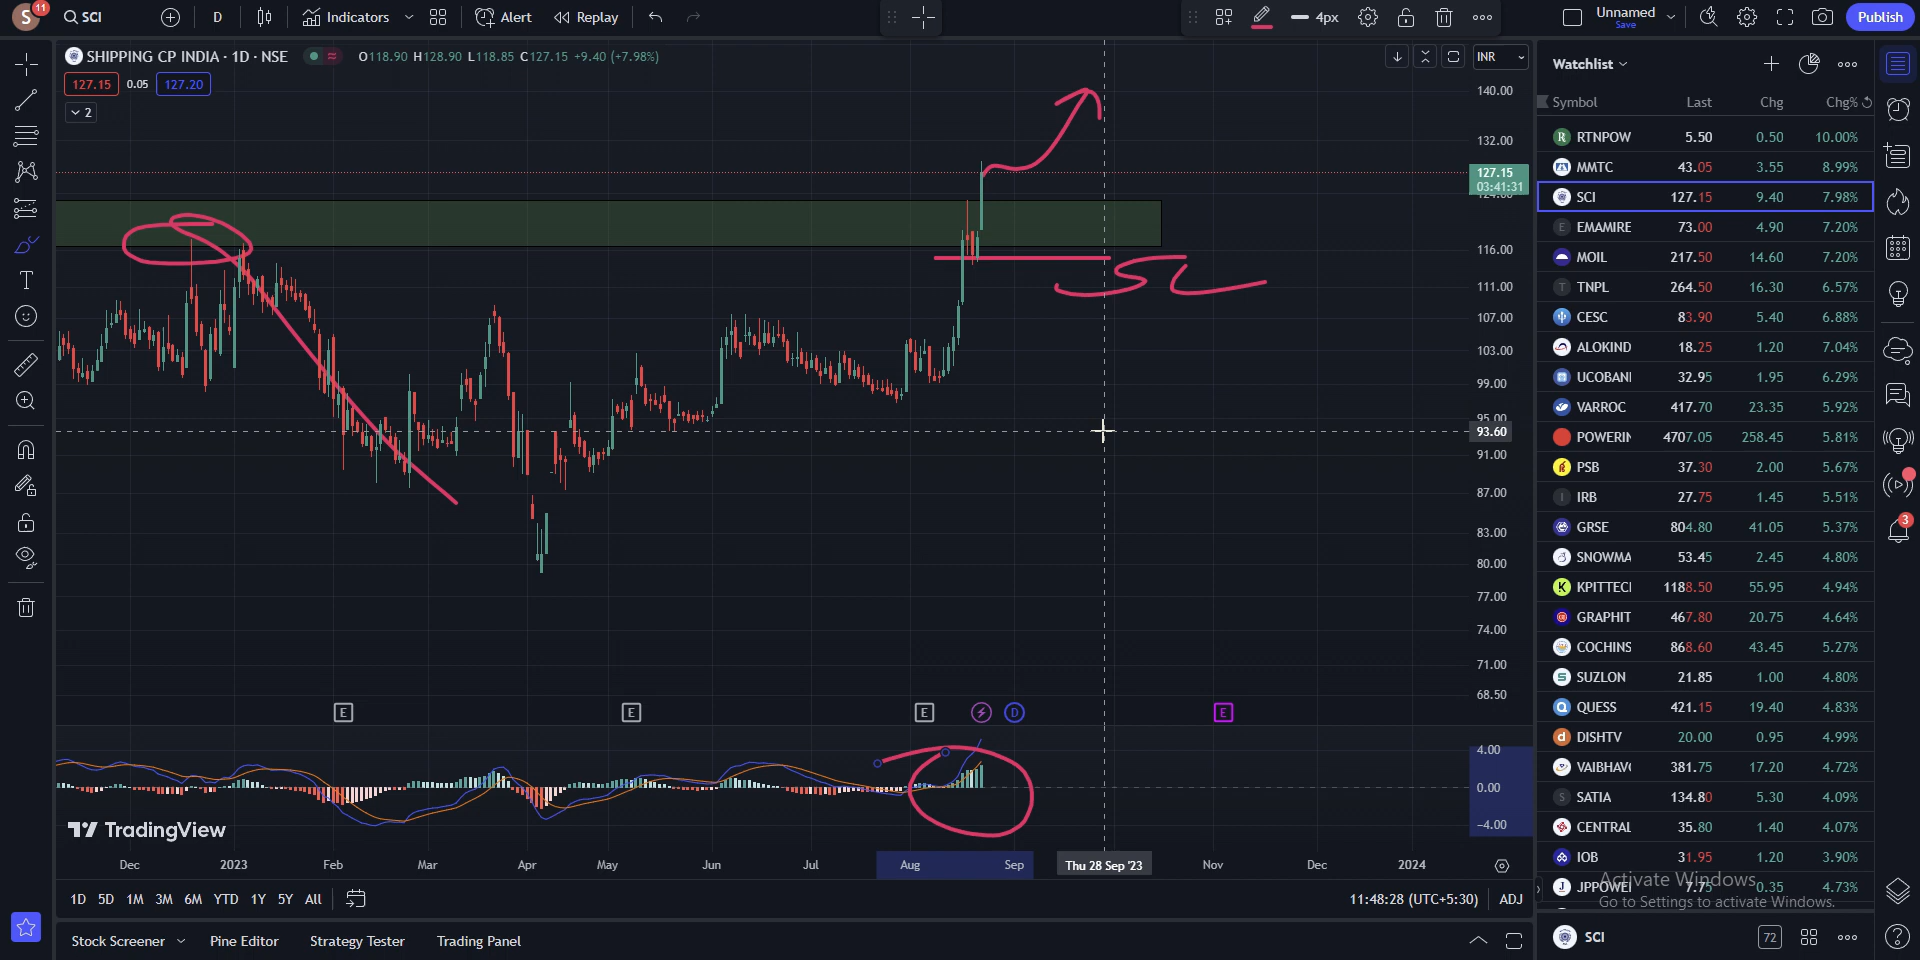 S 11 SCI D Indicators Alert Replay 4px Unnamed Save Publish
SHIPPING CP INDIA · 1D · NSE O118.90 H128.90 L118.85 C127.15 +9.40 (+7.98%) INR
127.15 0.05 127.20
2
140.00
132.00
127.15
03:41:31
124.00
116.00
SL
111.00
107.00
103.00
99.00
95.00
93.60
91.00
87.00
83.00
80.00
77.00
74.00
71.00
68.50
E E E D E
4.00
0.00
−4.00
TradingView
Dec 2023 Feb Mar Apr May Jun Jul Aug Sep Thu 28 Sep '23 Nov Dec 2024
1D 5D 1M 3M 6M YTD 1Y 5Y All 11:48:28 (UTC+5:30) ADJ
Stock Screener Pine Editor Strategy Tester Trading Panel
Watchlist
Symbol Last Chg Chg%
RTNPOW 5.50 0.50 10.00%
MMTC 43.05 3.55 8.99%
SCI 127.15 9.40 7.98%
EMAMIRE 73.00 4.90 7.20%
MOIL 217.50 14.60 7.20%
TNPL 264.50 16.30 6.57%
CESC 83.90 5.40 6.88%
ALOKIND 18.25 1.20 7.04%
UCOBANI 32.95 1.95 6.29%
VARROC 417.70 23.35 5.92%
POWERIN 4707.05 258.45 5.81%
PSB 37.30 2.00 5.67%
IRB 27.75 1.45 5.51%
GRSE 804.80 41.05 5.37%
SNOWMA 53.45 2.45 4.80%
KPITTECI 1188.50 55.95 4.94%
GRAPHIT 467.80 20.75 4.64%
COCHINS 868.60 43.45 5.27%
SUZLON 21.85 1.00 4.80%
QUESS 421.15 19.40 4.83%
DISHTV 20.00 0.95 4.99%
VAIBHAV 381.75 17.20 4.72%
SATIA 134.80 5.30 4.09%
CENTRAL 35.80 1.40 4.07%
IOB 31.95 1.20 3.90%
JPPOWEI 7.75 0.35 4.73%
Activate Windows
Go to Settings to activate Windows.
SCI 72
3